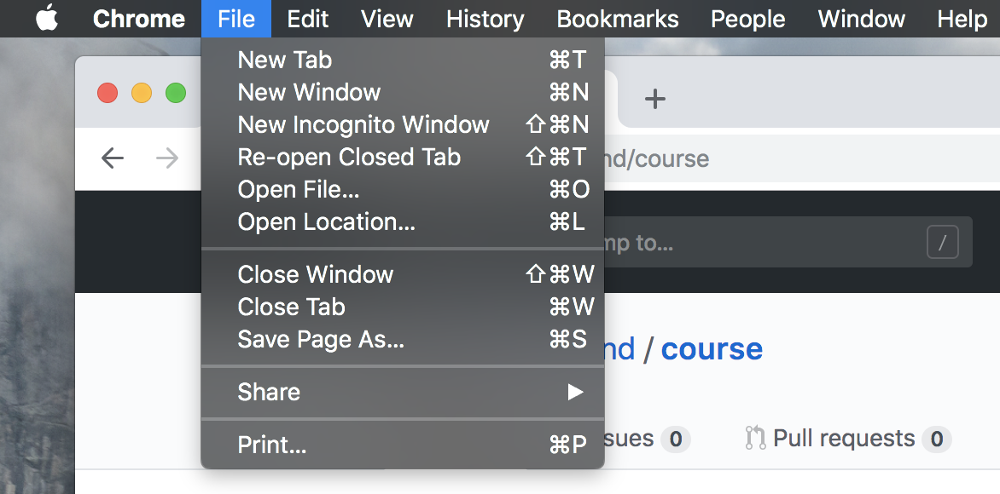 Chrome File Edit View History Bookmarks People Window Help
New Tab ⌘T
New Window ⌘N
New Incognito Window ⇧⌘N
Re-open Closed Tab ⇧⌘T
Open File... ⌘O
Open Location... ⌘L
Close Window ⇧⌘W
Close Tab ⌘W
Save Page As... ⌘S
Share ▶
Print... ⌘P
+
nd/course
mp to... /
nd / course
sues 0 Pull requests 0